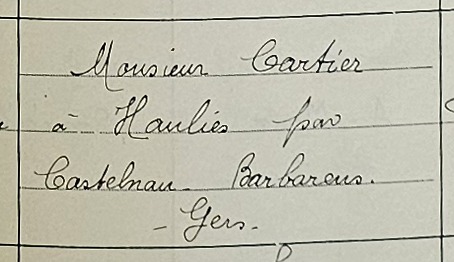 Monsieur Cartier
à Haulies par
Castelnau - Barbarens.
- Gers -